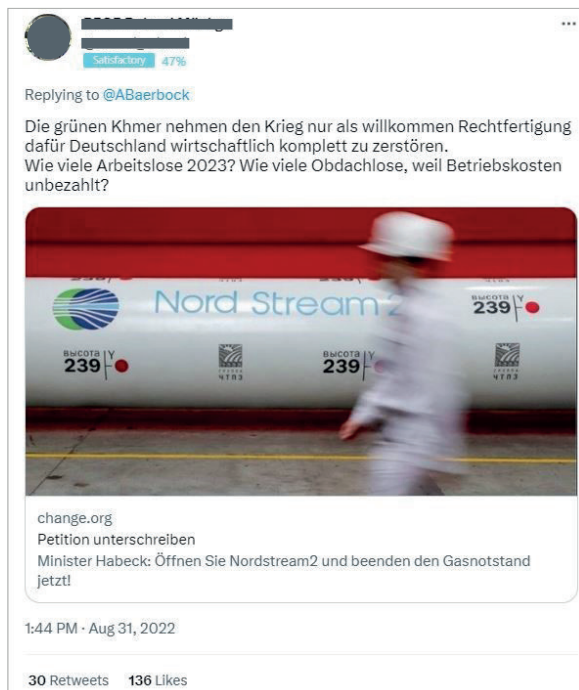 Satisfactory 47%
Replying to @ABaerbock
Die grünen Khmer nehmen den Krieg nur als willkommen Rechtfertigung
dafür Deutschland wirtschaftlich komplett zu zerstören.
Wie viele Arbeitslose 2023? Wie viele Obdachlose, weil Betriebskosten
unbezahlt?
239
Nord Stream 2
высота
239 Y
высота
239 Y
ЧТПЗ
высота
239 Y
ЧТПЗ
change.org
Petition unterschreiben
Minister Habeck: Öffnen Sie Nordstream2 und beenden den Gasnotstand
jetzt!
1:44 PM · Aug 31, 2022
30 Retweets 136 Likes